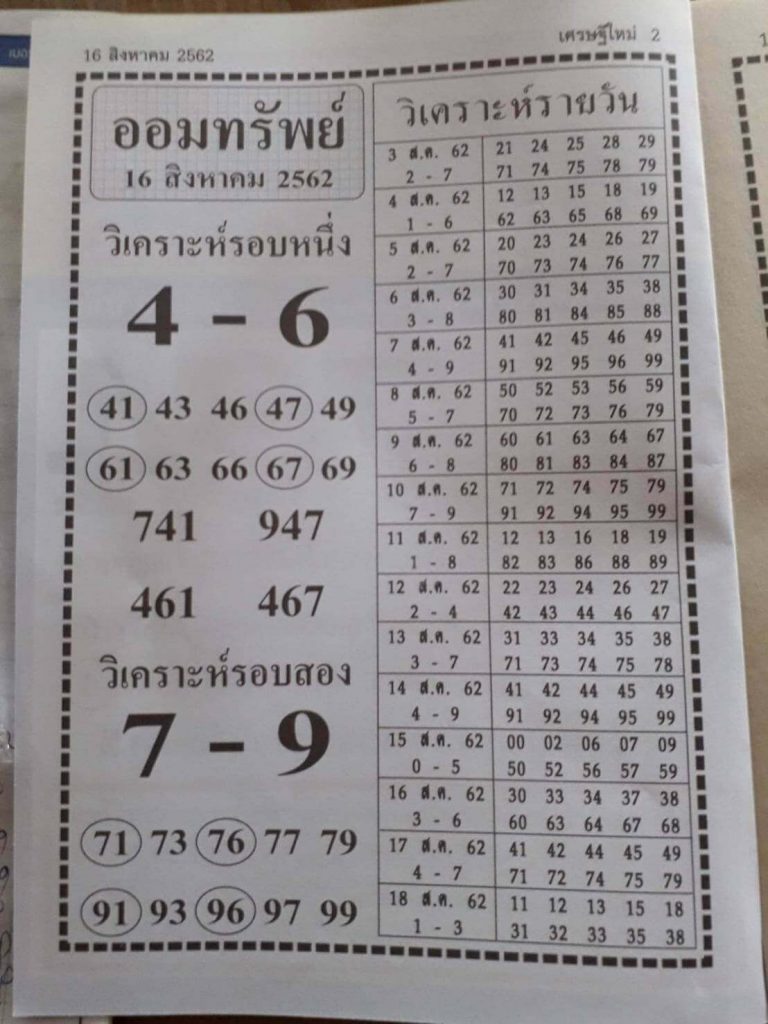 16 สิงหาคม 2562
เศรษฐีใหม่ 2
ออมทรัพย์
16 สิงหาคม 2562
วิเคราะห์รอบหนึ่ง
4 - 6
41 43 46 47 49
61 63 66 67 69
741 947
461 467
วิเคราะห์รอบสอง
7 - 9
71 73 76 77 79
91 93 96 97 99
วิเคราะห์รายวัน
3 ส.ค. 62 21 24 25 28 29
2 - 7 71 74 75 78 79
4 ส.ค. 62 12 13 15 18 19
1 - 6 62 63 65 68 69
5 ส.ค. 62 20 23 24 26 27
2 - 7 70 73 74 76 77
6 ส.ค. 62 30 31 34 35 38
3 - 8 80 81 84 85 88
7 ส.ค. 62 41 42 45 46 49
4 - 9 91 92 95 96 99
8 ส.ค. 62 50 52 53 56 59
5 - 7 70 72 73 76 79
9 ส.ค. 62 60 61 63 64 67
6 - 8 80 81 83 84 87
10 ส.ค. 62 71 72 74 75 79
7 - 9 91 92 94 95 99
11 ส.ค. 62 12 13 16 18 19
1 - 8 82 83 86 88 89
12 ส.ค. 62 22 23 24 26 27
2 - 4 42 43 44 46 47
13 ส.ค. 62 31 33 34 35 38
3 - 7 71 73 74 75 78
14 ส.ค. 62 41 42 44 45 49
4 - 9 91 92 94 95 99
15 ส.ค. 62 00 02 06 07 09
0 - 5 50 52 56 57 59
16 ส.ค. 62 30 33 34 37 38
3 - 6 60 63 64 67 68
17 ส.ค. 62 41 42 44 45 49
4 - 7 71 72 74 75 79
18 ส.ค. 62 11 12 13 15 18
1 - 3 31 32 33 35 38